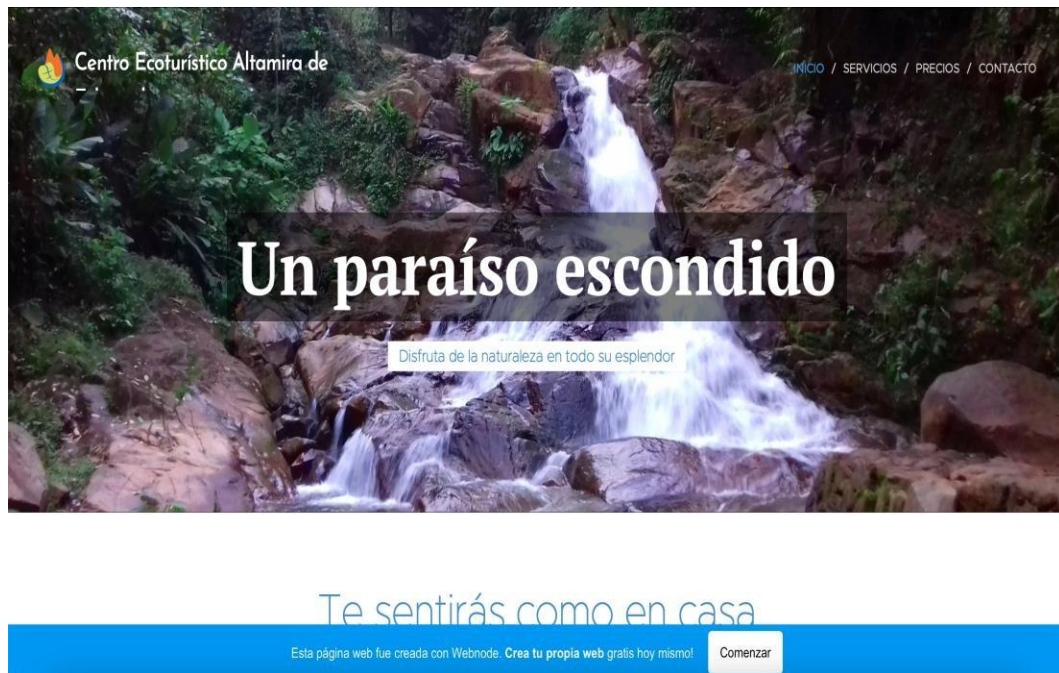 Centro Ecoturístico Altamira de
INICIO / SERVICIOS / PRECIOS / CONTACTO
Un paraíso escondido
Disfruta de la naturaleza en todo su esplendor
Te sentirás como en casa
Esta página web fue creada con Webnode. Crea tu propia web gratis hoy mismo! Comenzar